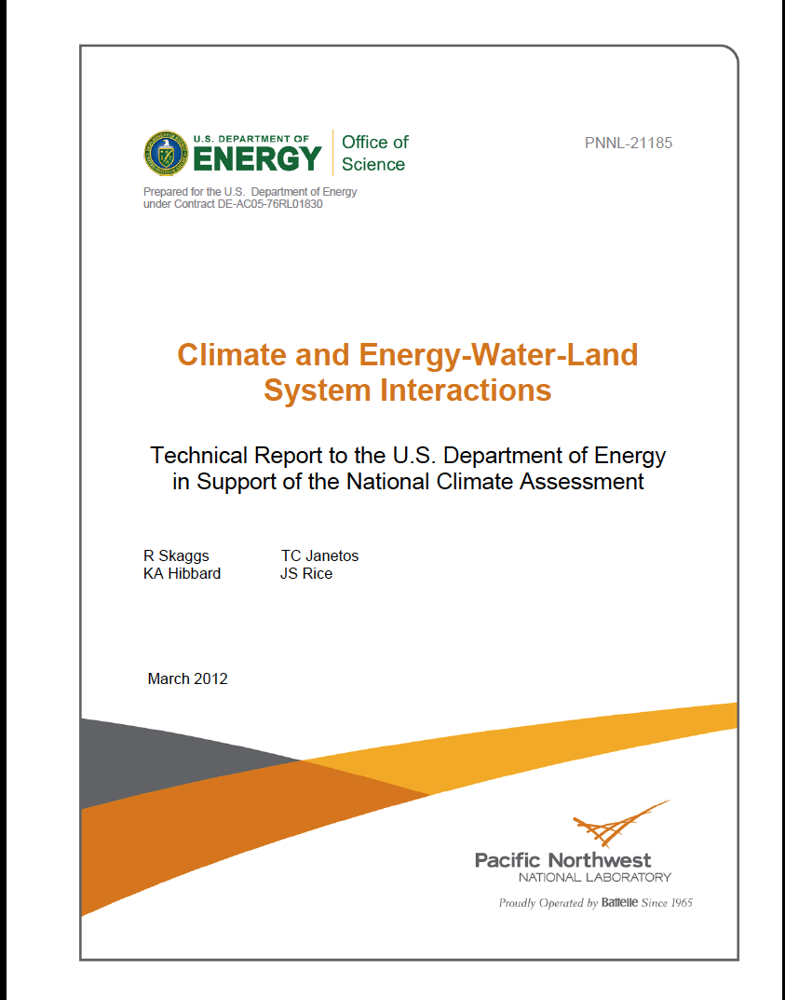 U.S. DEPARTMENT OF
ENERGY
Office of
Science
PNNL-21185
Prepared for the U.S. Department of Energy
under Contract DE-AC05-76RL01830
Climate and Energy-Water-Land
System Interactions
Technical Report to the U.S. Department of Energy
in Support of the National Climate Assessment
R Skaggs TC Janetos
KA Hibbard JS Rice
March 2012
Pacific Northwest
NATIONAL LABORATORY
Proudly Operated by Battelle Since 1965